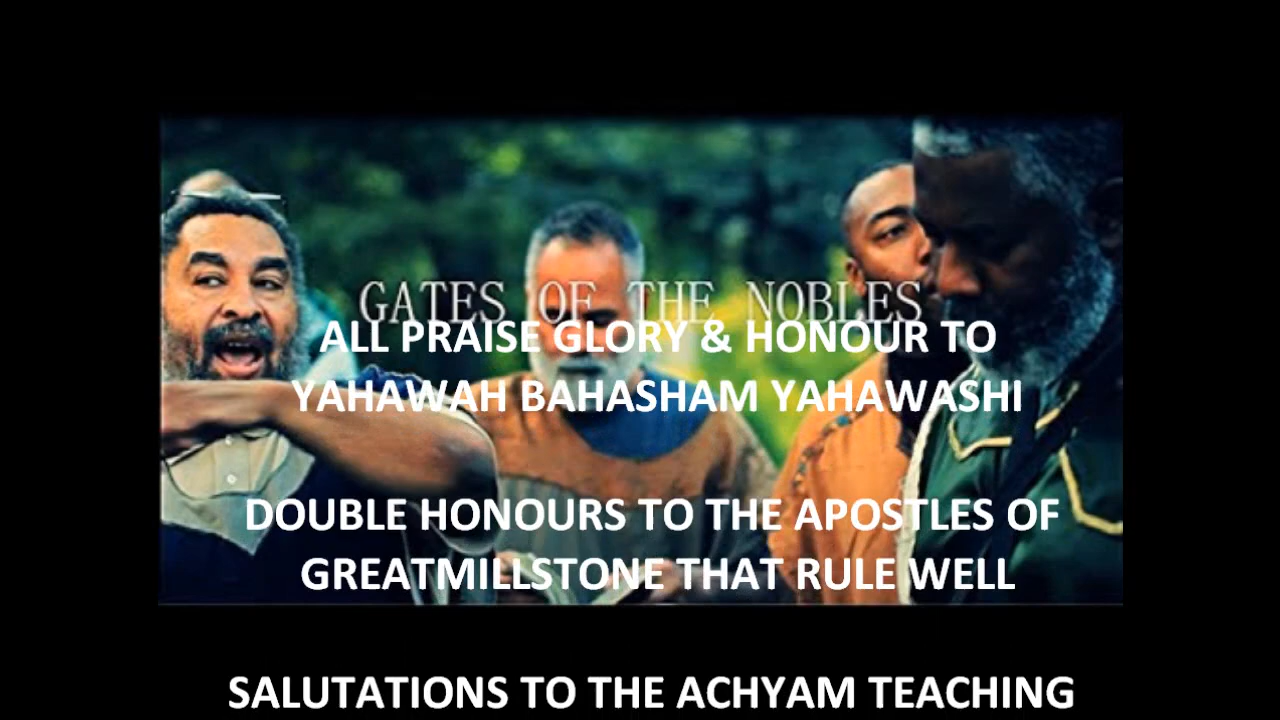 GATES OF THE NOBLES
ALL PRAISE GLORY & HONOUR TO
YAHAWAH BAHASHAM YAHAWASHI
DOUBLE HONOURS TO THE APOSTLES OF
GREATMILLSTONE THAT RULE WELL
SALUTATIONS TO THE ACHYAM TEACHING